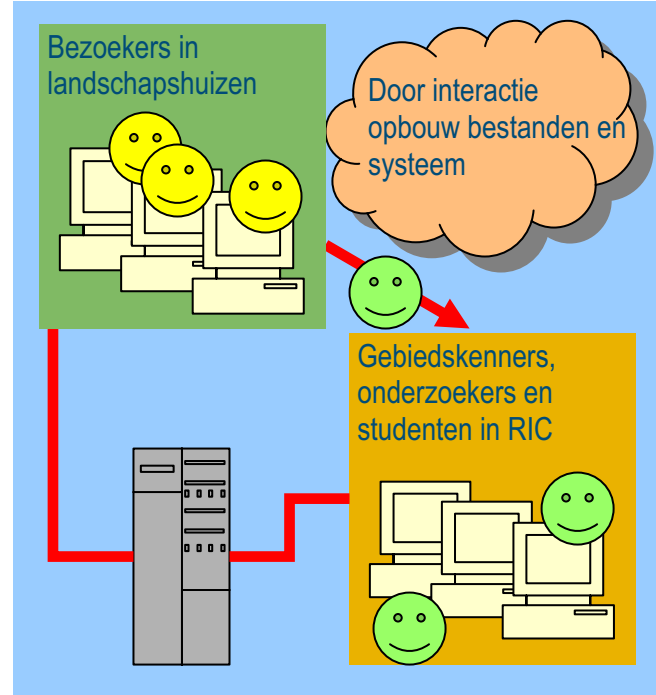 Bezoekers in
landschapshuizen
Door interactie
opbouw bestanden en
systeem
Gebiedskenners,
onderzoekers en
studenten in RIC